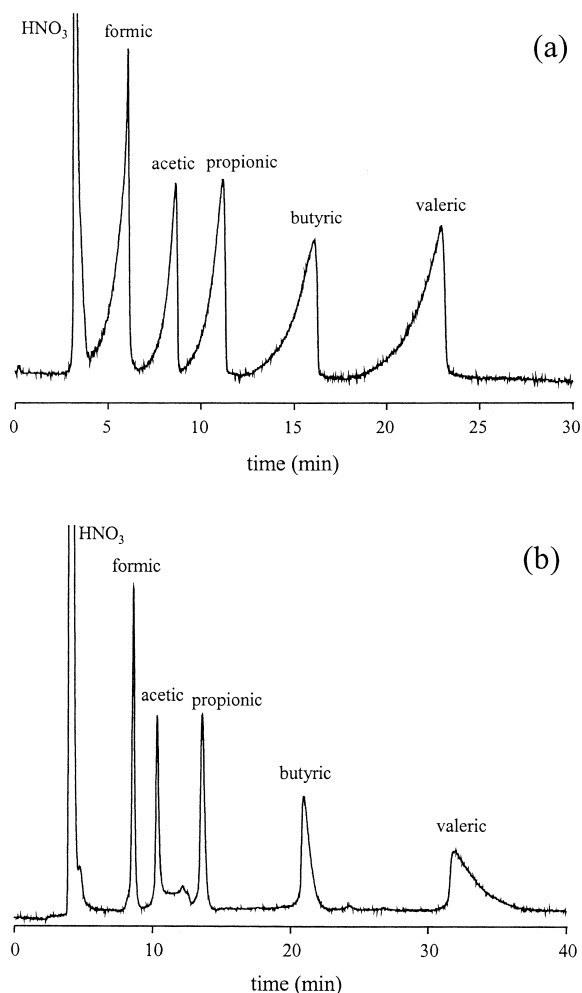 (a)
HNO3
formic
acetic propionic
butyric
valeric
0 5 10 15 20 25 30
time (min)
(b)
HNO3
formic
acetic propionic
butyric
valeric
0 10 20 30 40
time (min)